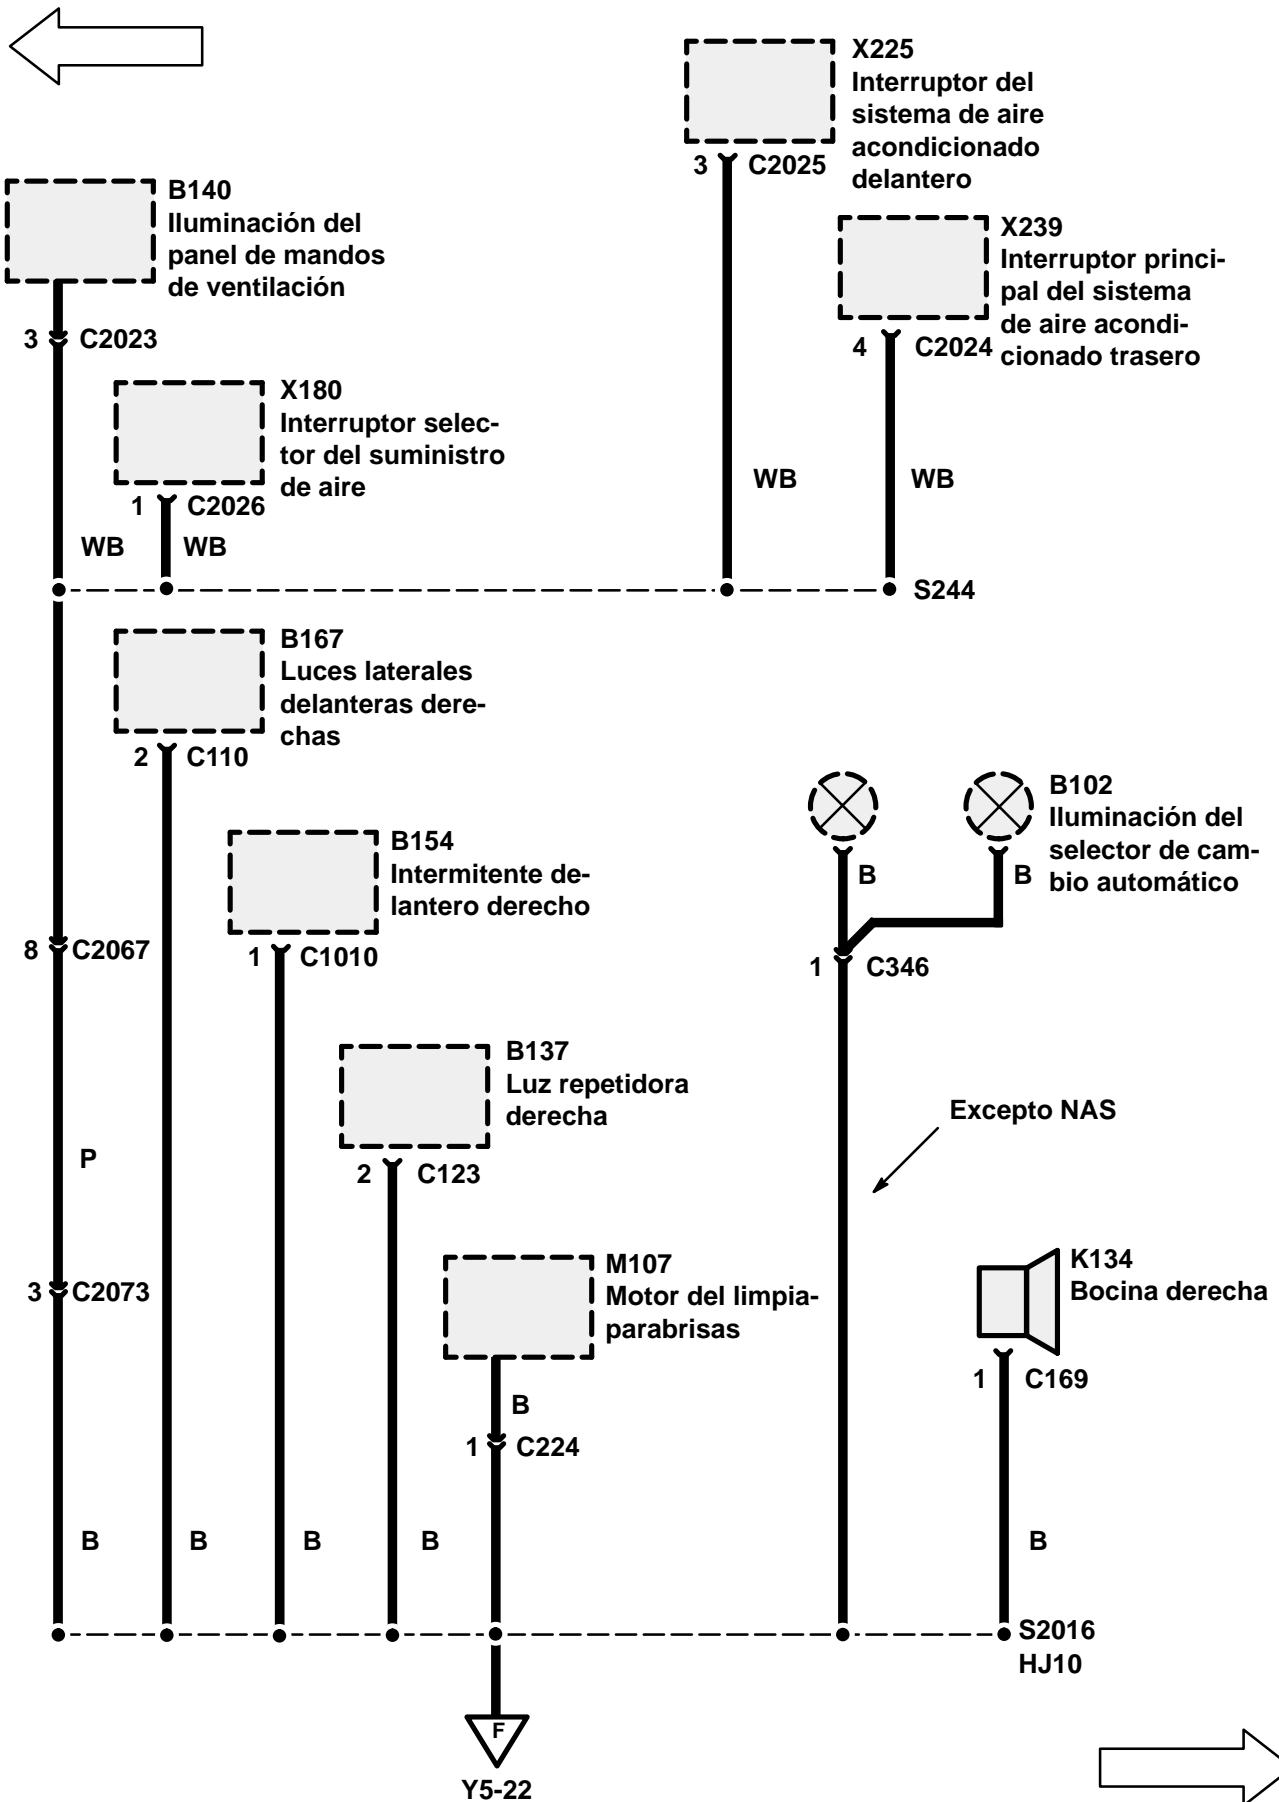 X225
Interruptor del
sistema de aire
acondicionado
delantero
3 C2025
B140
Iluminación del
panel de mandos
de ventilación
3 C2023
X239
Interruptor princi-
pal del sistema
de aire acondi-
cionado trasero
4 C2024
X180
Interruptor selec-
tor del suministro
de aire
1 C2026
WB WB
WB WB
S244
B167
Luces laterales
delanteras dere-
chas
2 C110
B102
Iluminación del
selector de cam-
bio automático
B B
1 C346
B154
Intermitente de-
lantero derecho
1 C1010
8 C2067
B137
Luz repetidora
derecha
2 C123
Excepto NAS
P
3 C2073
M107
Motor del limpia-
parabrisas
B
1 C224
K134
Bocina derecha
1 C169
B B B B B
S2016
HJ10
F
Y5-22